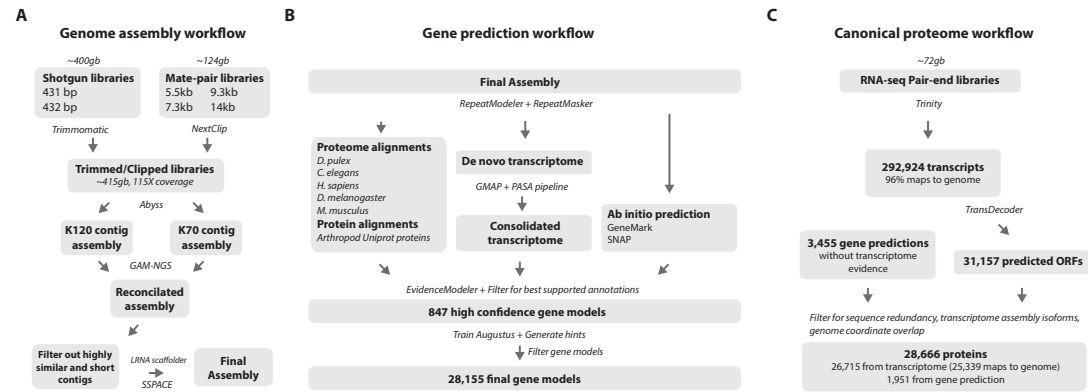 A
Genome assembly workflow
~400gb
Shotgun libraries
431 bp
432 bp
~124gb
Mate-pair libraries
5.5kb 9.3kb
7.3kb 14kb
Trimmomatic
NextClip
Trimmed/Clipped libraries
~415gb, 115X coverage
Abyss
K120 contig
assembly
K70 contig
assembly
GAM-NGS
Reconcilated
assembly
Filter out highly
similar and short
contigs
LRNA scaffolder
SSPACE
Final
Assembly
B
Gene prediction workflow
Final Assembly
RepeatModeler + RepeatMasker
Proteome alignments
D. pulex
C. elegans
H. sapiens
D. melanogaster
M. musculus
Protein alignments
Arthropod Uniprot proteins
De novo transcriptome
GMAP + PASA pipeline
Consolidated
transcriptome
Ab initio prediction
GeneMark
SNAP
EvidenceModeler + Filter for best supported annotations
847 high confidence gene models
Train Augustus + Generate hints
Filter gene models
28,155 final gene models
C
Canonical proteome workflow
~72gb
RNA-seq Pair-end libraries
Trinity
292,924 transcripts
96% maps to genome
TransDecoder
3,455 gene predictions
without transcriptome
evidence
31,157 predicted ORFs
Filter for sequence redundancy, transcriptome assembly isoforms,
genome coordinate overlap
28,666 proteins
26,715 from transcriptome (25,339 maps to genome)
1,951 from gene prediction